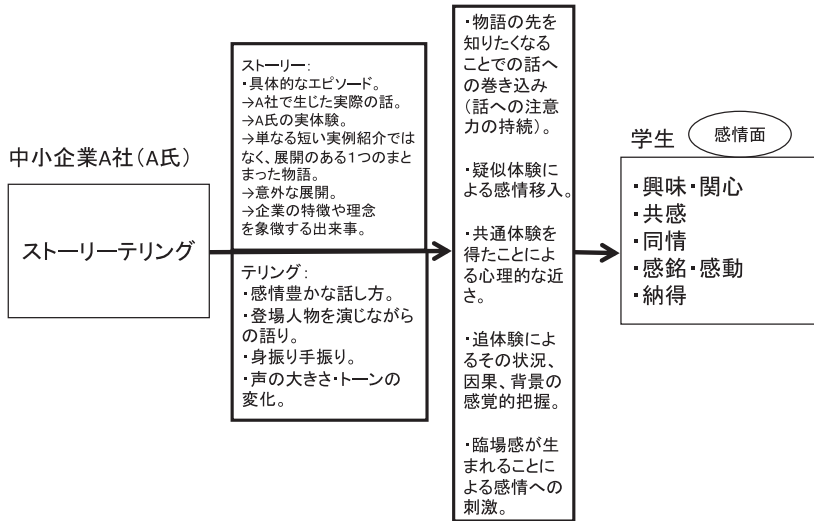 中小企業A社（A氏）
ストーリーテリング
ストーリー：
・具体的なエピソード。
→A社で生じた実際の話。
→A氏の実体験。
→単なる短い実例紹介では
なく、展開のある１つのまと
まった物語。
→意外な展開。
→企業の特徴や理念
を象徴する出来事。
テリング：
・感情豊かな話し方。
・登場人物を演じながら
の語り。
・身振り手振り。
・声の大きさ・トーンの
変化。
・物語の先を
知りたくなる
ことでの話へ
の巻き込み
（話への注意
力の持続）。
・疑似体験に
よる感情移入。
・共通体験を
得たことによ
る心理的な近
さ。
・追体験によ
るその状況、
因果、背景の
感覚的把握。
・臨場感が生
まれることに
よる感情への
刺激。
学生
感情面
・興味・関心
・共感
・同情
・感銘・感動
・納得